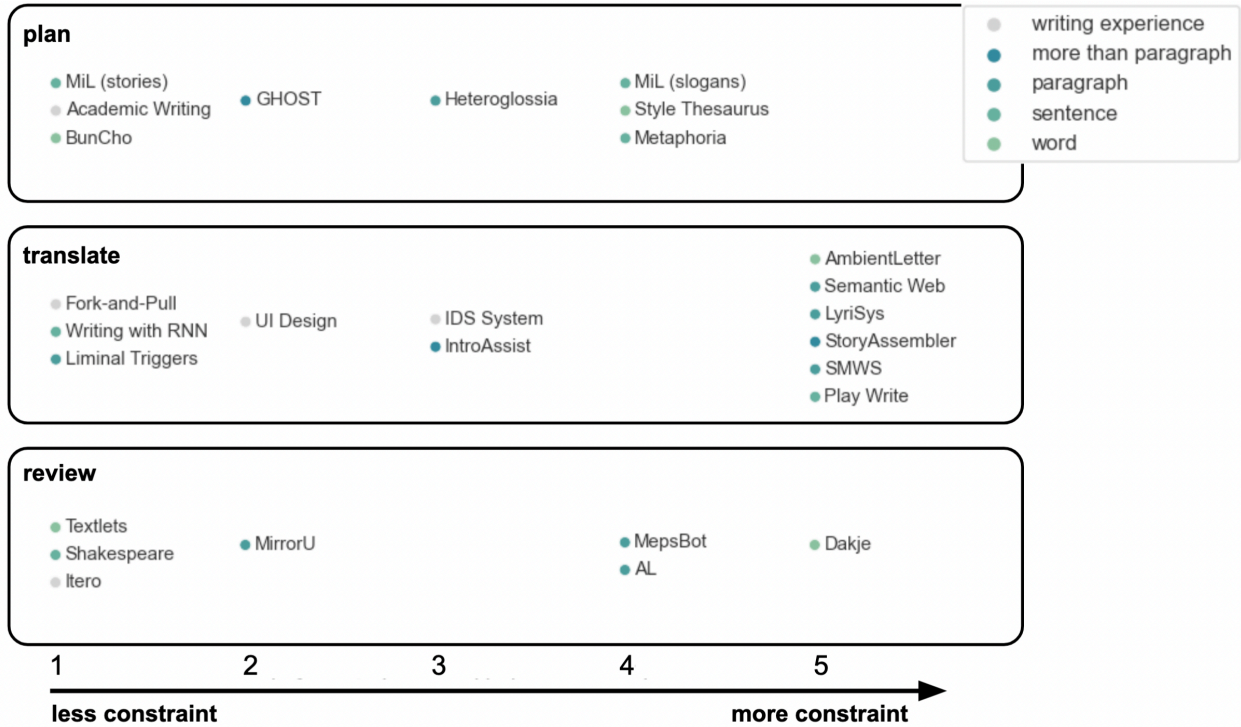 plan
MiL (stories)
Academic Writing
BunCho
GHOST
Heteroglossia
MiL (slogans)
Style Thesaurus
Metaphoria
writing experience
more than paragraph
paragraph
sentence
word
translate
Fork-and-Pull
Writing with RNN
Liminal Triggers
UI Design
IDS System
IntroAssist
AmbientLetter
Semantic Web
LyriSys
StoryAssembler
SMWS
Play Write
review
Textlets
Shakespeare
Itero
MirrorU
MepsBot
AL
Dakje
1 2 3 4 5
less constraint more constraint